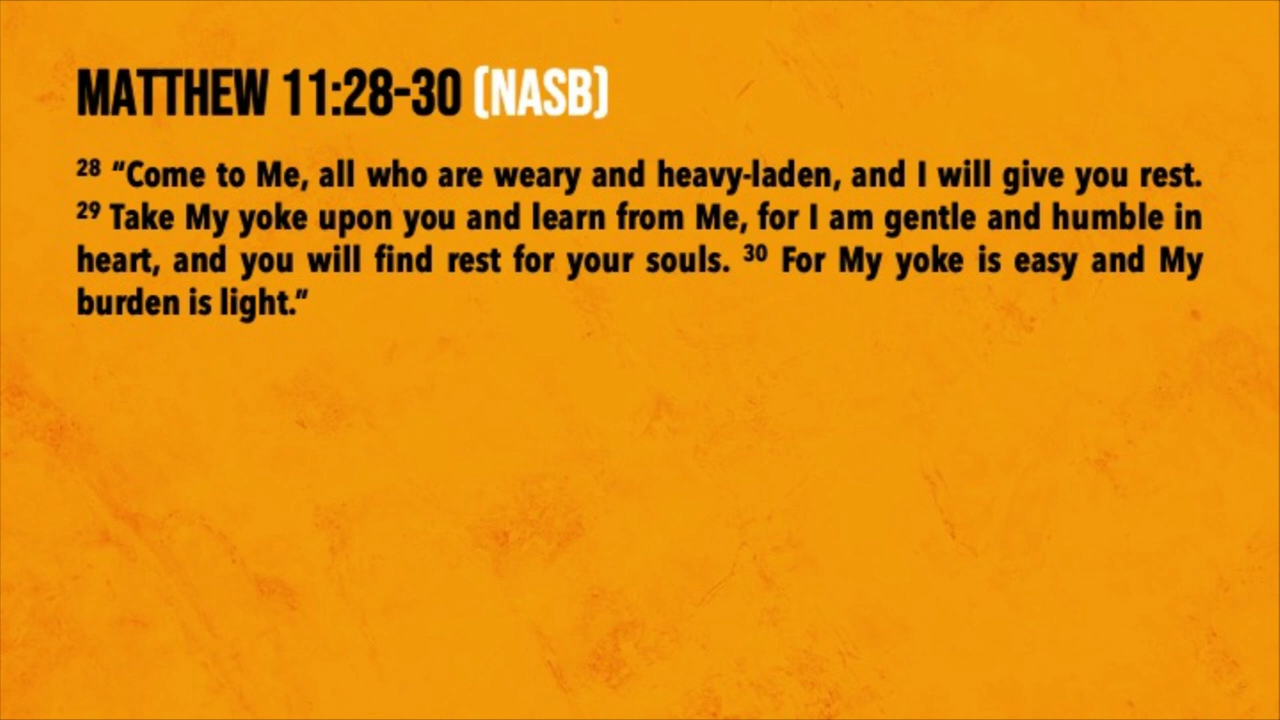 MATTHEW 11:28-30 (NASB)
28 “Come to Me, all who are weary and heavy-laden, and I will give you rest.
29 Take My yoke upon you and learn from Me, for I am gentle and humble in
heart, and you will find rest for your souls. 30 For My yoke is easy and My
burden is light.”